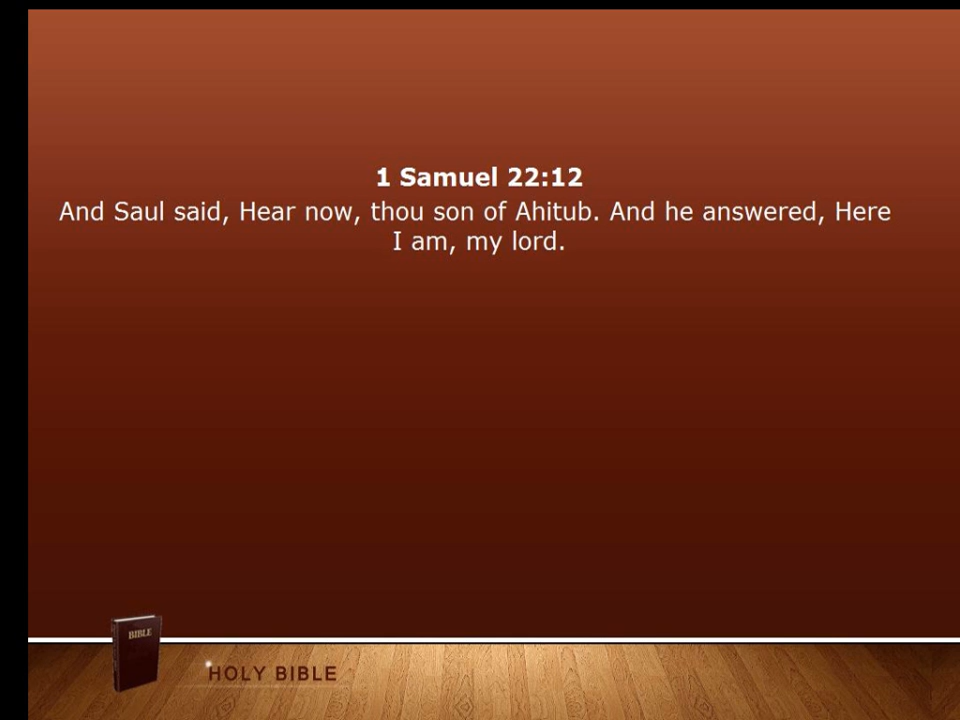 1 Samuel 22:12
And Saul said, Hear now, thou son of Ahitub. And he answered, Here
I am, my lord.
BIBLE
HOLY BIBLE